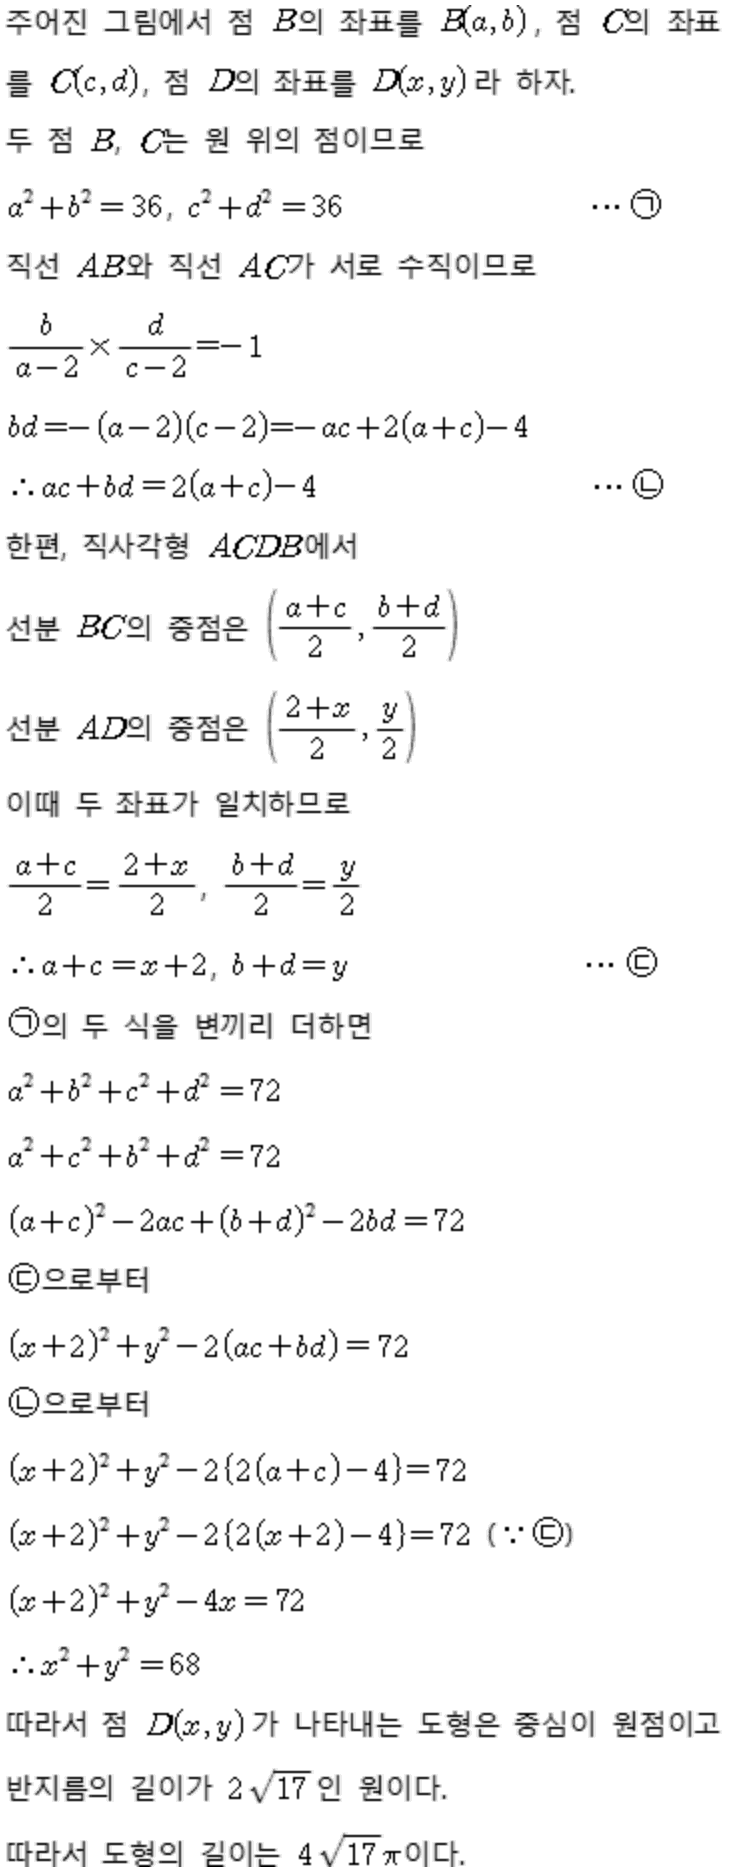 주어진 그림에서 점 B의 좌표를 B(a, b), 점 C의 좌표
를 C(c, d), 점 D의 좌표를 D(x, y)라 하자.
두 점 B, C는 원 위의 점이므로
a²+b²=36, c²+d²=36 ⋯ ㉠
직선 AB와 직선 AC가 서로 수직이므로
b/(a-2) × d/(c-2) = -1
bd=-(a-2)(c-2)=-ac+2(a+c)-4
∴ac+bd=2(a+c)-4 ⋯ ㉡
한편, 직사각형 ACDB에서
선분 BC의 중점은 ((a+c)/2, (b+d)/2)
선분 AD의 중점은 ((2+x)/2, y/2)
이때 두 좌표가 일치하므로
(a+c)/2 = (2+x)/2, (b+d)/2 = y/2
∴a+c=x+2, b+d=y ⋯ ㉢
㉠의 두 식을 변끼리 더하면
a²+b²+c²+d²=72
a²+c²+b²+d²=72
(a+c)²-2ac+(b+d)²-2bd=72
㉢으로부터
(x+2)²+y²-2(ac+bd)=72
㉡으로부터
(x+2)²+y²-2{2(a+c)-4}=72
(x+2)²+y²-2{2(x+2)-4}=72 (∵㉢)
(x+2)²+y²-4x=72
∴x²+y²=68
따라서 점 D(x, y)가 나타내는 도형은 중심이 원점이고
반지름의 길이가 2√17인 원이다.
따라서 도형의 길이는 4√17π이다.